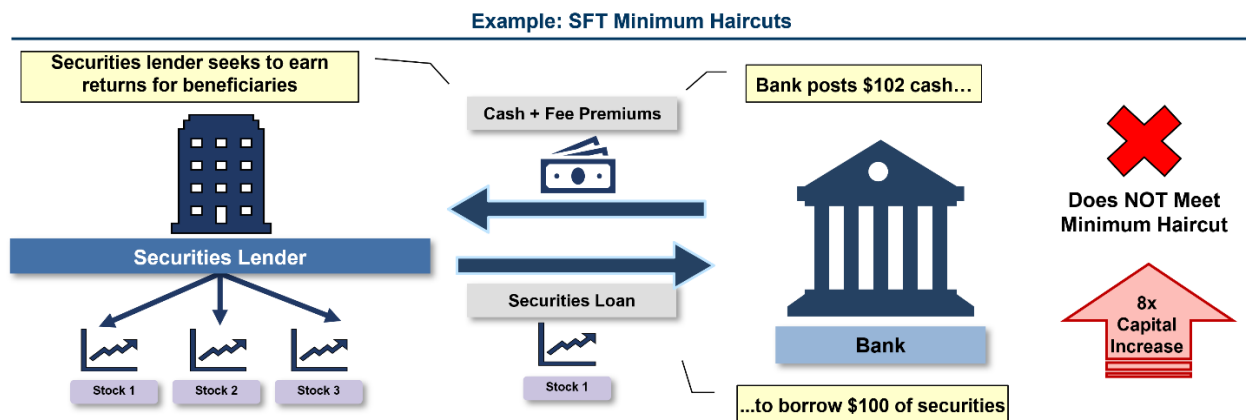 Example: SFT Minimum Haircuts
Securities lender seeks to earn
returns for beneficiaries
Cash + Fee Premiums
Bank posts $102 cash…
Does NOT Meet
Minimum Haircut
Securities Lender
Securities Loan
Bank
8x
Capital
Increase
Stock 1
Stock 2
Stock 3
Stock 1
...to borrow $100 of securities